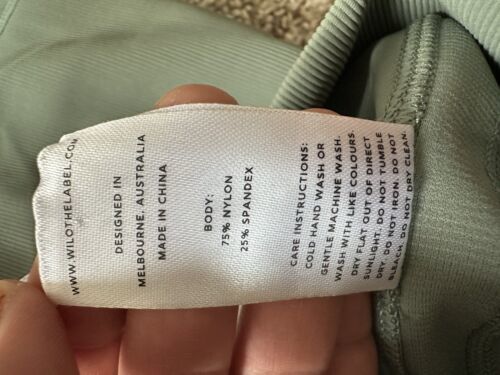 WWW.WILOTHELABEL.CO
DESIGNED IN
MELBOURNE, AUSTRALIA
MADE IN CHINA
BODY:
75% NYLON
25% SPANDEX
CARE INSTRUCTIONS:
COLD HAND WASH OR
GENTLE MACHINE WASH.
WASH WITH LIKE COLOURS.
DRY FLAT OUT OF DIRECT
SUNLIGHT. DO NOT TUMBLE
DRY. DO NOT IRON. DO NOT
BLEACH. DO NOT DRY CLEAN.